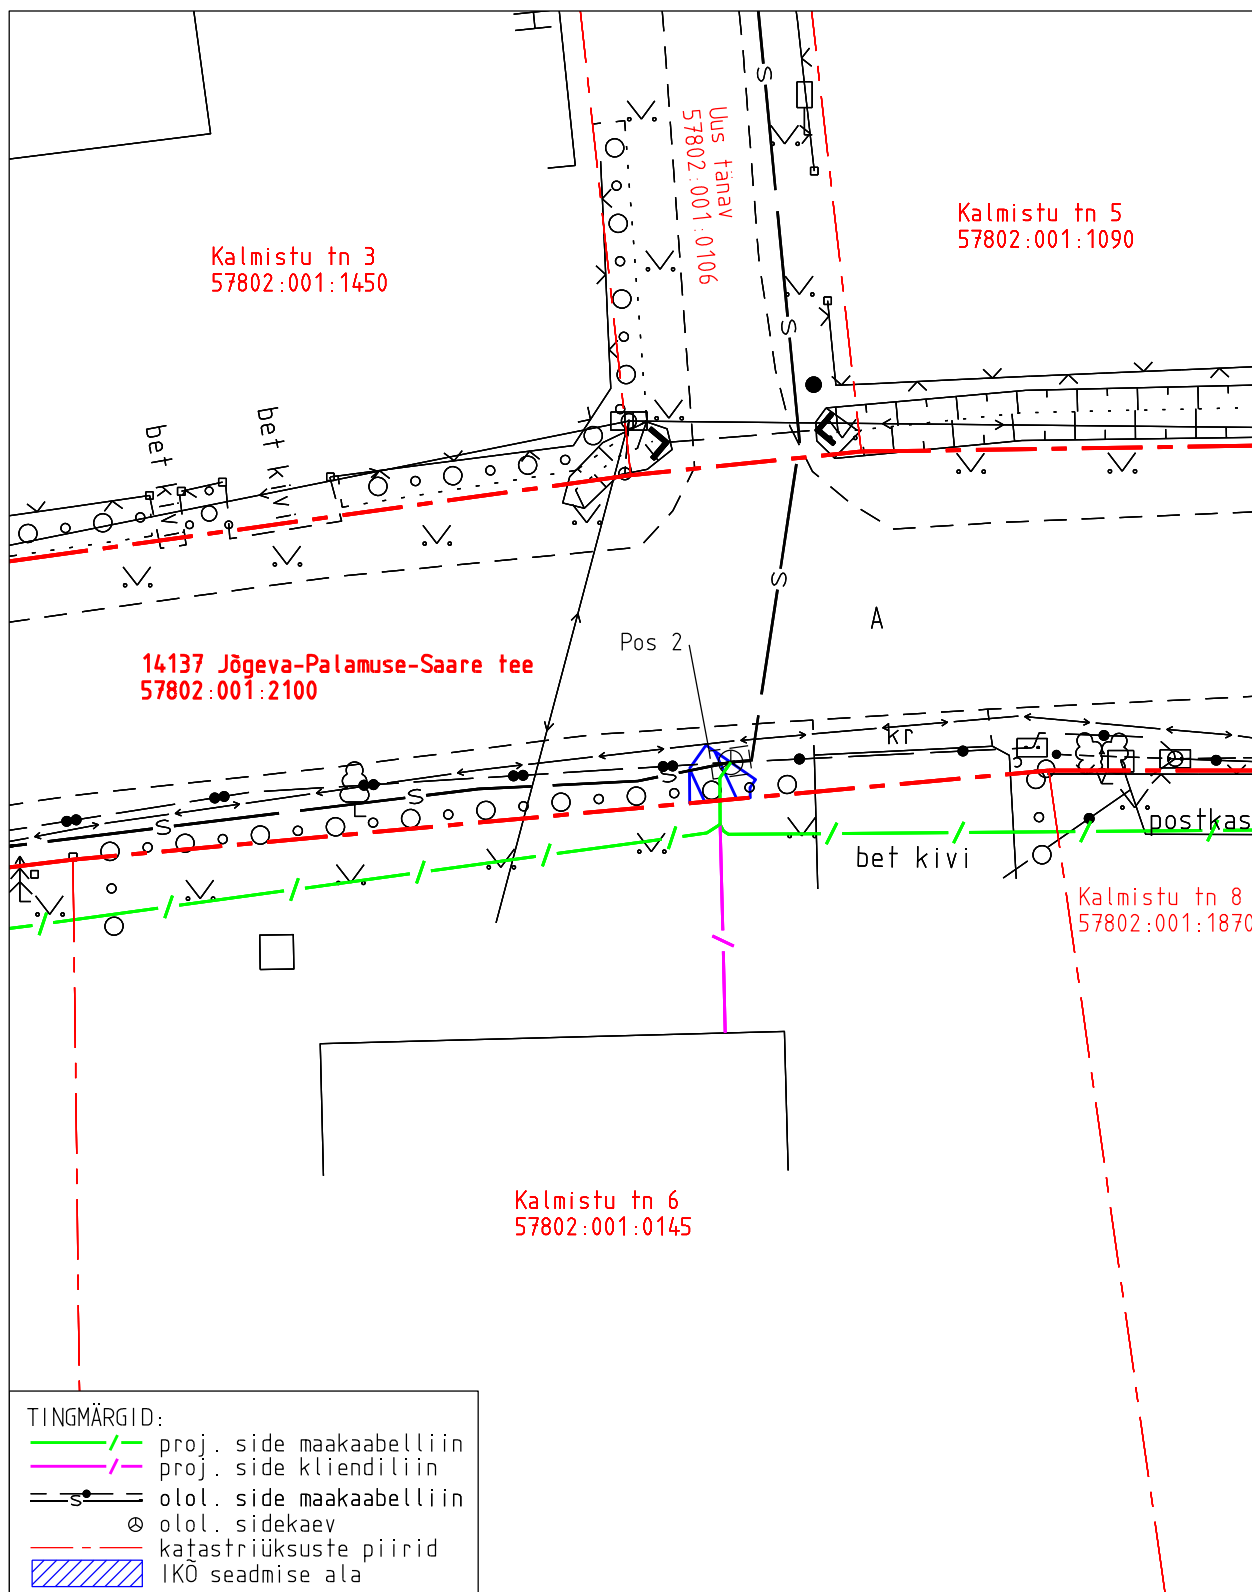 Uus tänav
57802:001:0106
Kalmistu tn 5
57802:001:1090
Kalmistu tn 3
57802:001:1450
S
S
bet kivi
bet kivi
S
A
Pos 2
14137 Jõgeva-Palamuse-Saare tee
57802:001:2100
kr
S
S
S
postkas
bet kivi
Kalmistu tn 8
57802:001:1870
Kalmistu tn 6
57802:001:0145
TINGMÄRGID:
proj. side maakaabelliin
proj. side kliendiliin
S olol. side maakaabelliin
olol. sidekaev
katastriüksuste piirid
IKÕ seadmise ala